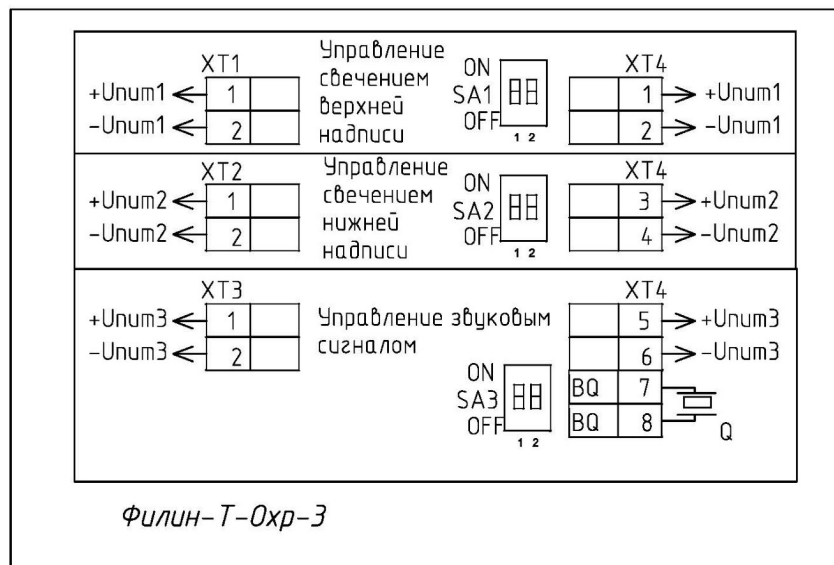 XT1
Управление
свечением
верхней
надписи
ON
SA1
OFF
1 2
XT4
+Uпит1
1
1
+Uпит1
-Uпит1
2
2
-Uпит1
XT2
Управление
свечением
нижней
надписи
ON
SA2
OFF
1 2
XT4
+Uпит2
1
3
+Uпит2
-Uпит2
2
4
-Uпит2
XT3
Управление звуковым
сигналом
XT4
+Uпит3
1
5
+Uпит3
-Uпит3
2
6
-Uпит3
ON
SA3
OFF
1 2
BQ 7
BQ 8
Q
Филин-Т-Охр-3